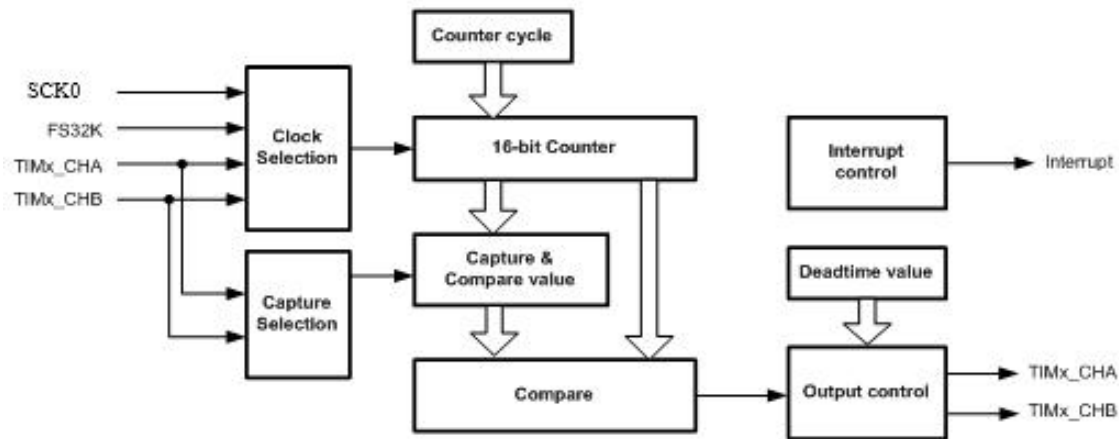 Counter cycle
SCK0
FS32K
TIMx_CHA
TIMx_CHB
Clock
Selection
16-bit Counter
Interrupt
control
Interrupt
Capture
Selection
Capture &
Compare value
Deadtime value
Compare
Output control
TIMx_CHA
TIMx_CHB